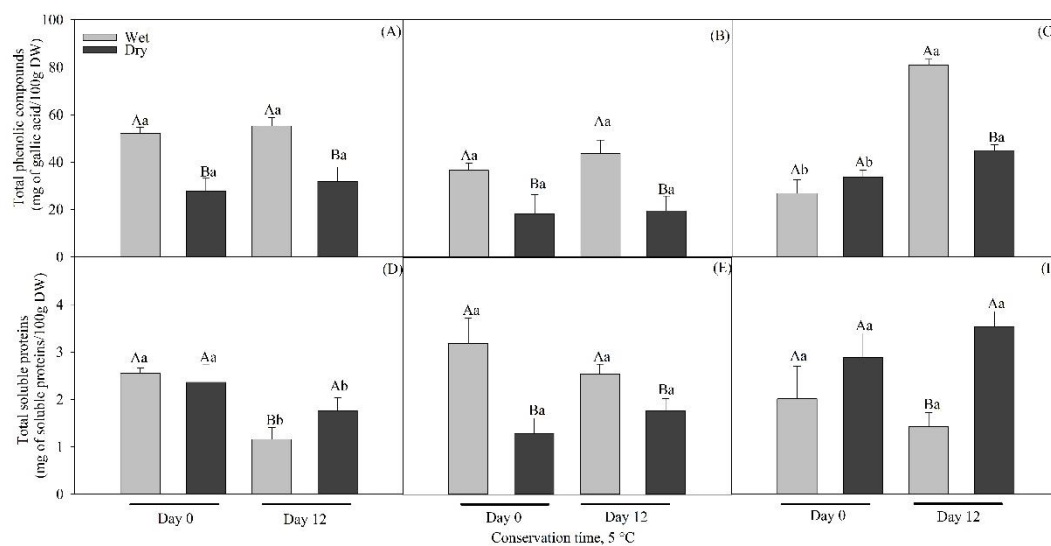 100
80
60
40
20
0
Total phenolic compounds
(mg of gallic acid/100g DW)
Wet
Dry
(A)
Aa
Ba
Aa
Ba
(B)
Aa
Ba
Aa
Ba
(C
Ab
Ab
Aa
Ba
4
3
2
1
0
Total soluble proteins
(mg of soluble proteins/100g DW)
(D)
Aa
Aa
Bb
Ab
(E)
Aa
Ba
Aa
Ba
Aa
Aa
Ba
Aa
Day 0
Day 12
Day 0
Day 12
Day 0
Day 12
Conservation time, 5 °C